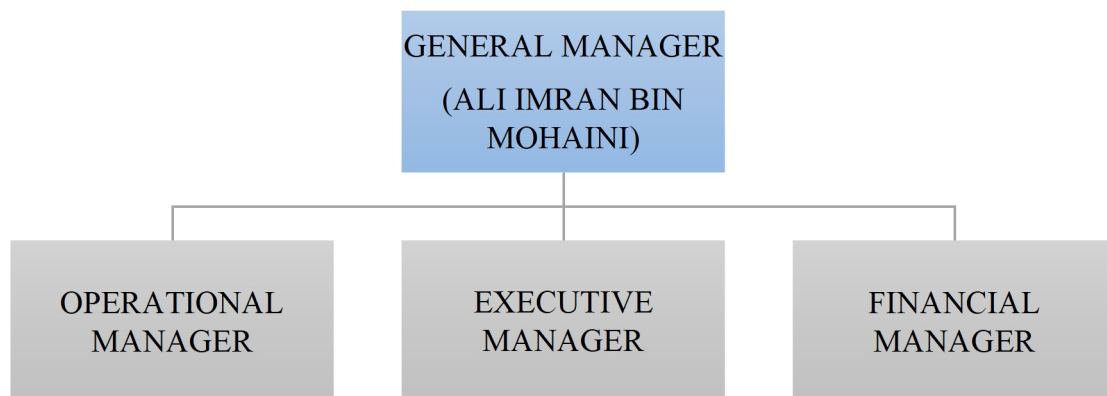 GENERAL MANAGER
(ALI IMRAN BIN
MOHAINI)
OPERATIONAL
MANAGER
EXECUTIVE
MANAGER
FINANCIAL
MANAGER